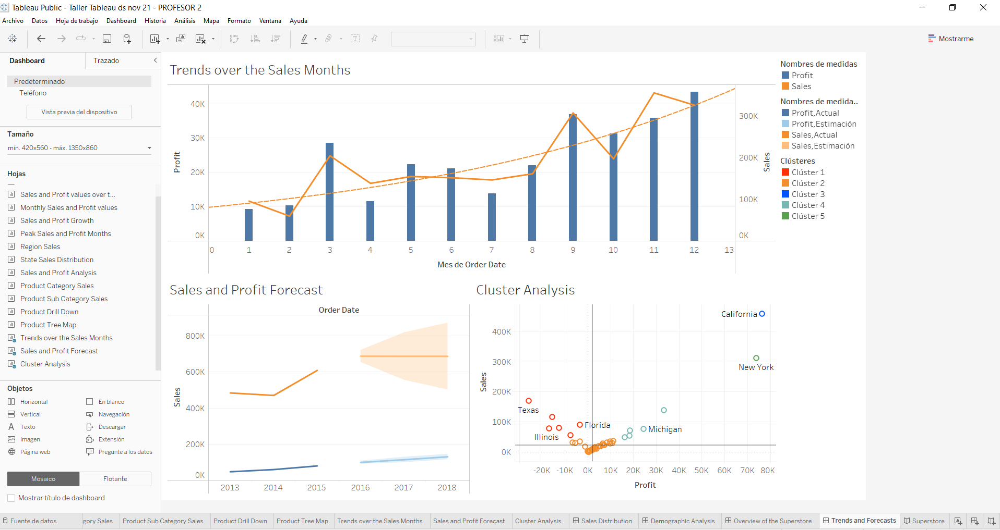 Tableau Public - Taller Tableau ds nov 21 - PROFESOR 2
Archivo Datos Hoja de trabajo Dashboard Historia Análisis Mapa Formato Ventana Ayuda
Mostrarme
Dashboard Trazado
Predeterminado
Teléfono
Vista previa del dispositivo
Tamaño
mín. 420x560 - máx. 1350x860
Hojas
Sales and Profit values over t...
Monthly Sales and Profit values
Sales and Profit Growth
Peak Sales and Profit Months
Region Sales
State Sales Distribution
Sales and Profit Analysis
Product Category Sales
Product Sub Category Sales
Product Drill Down
Product Tree Map
Trends over the Sales Months
Sales and Profit Forecast
Cluster Analysis
Objetos
Horizontal En blanco
Vertical Navegación
Texto Descargar
Imagen Extensión
Página web Pregunte a los datos
Mosaico Flotante
Mostrar título de dashboard
Trends over the Sales Months
Profit
40K
30K
20K
10K
0K
Sales
300K
200K
100K
0K
0 1 2 3 4 5 6 7 8 9 10 11 12 13
Mes de Order Date
Sales and Profit Forecast
Order Date
Sales
800K
600K
400K
200K
0K
2013 2014 2015 2016 2017 2018
Cluster Analysis
Sales
400K
300K
200K
100K
0K
California
New York
Texas
Florida
Illinois
Michigan
-20K -10K 0K 10K 20K 30K 40K 50K 60K 70K 80K
Profit
Nombres de medidas
Profit
Sales
Nombres de medida..
Profit,Actual
Profit,Estimación
Sales,Actual
Sales,Estimación
Clústeres
Clúster 1
Clúster 2
Clúster 3
Clúster 4
Clúster 5
Fuente de datos gory Sales Product Sub Category Sales Product Drill Down Product Tree Map Trends over the Sales Months Sales and Profit Forecast Cluster Analysis Sales Distribution Demographic Analysis Overview of the Superstore Trends and Forecasts Superstore